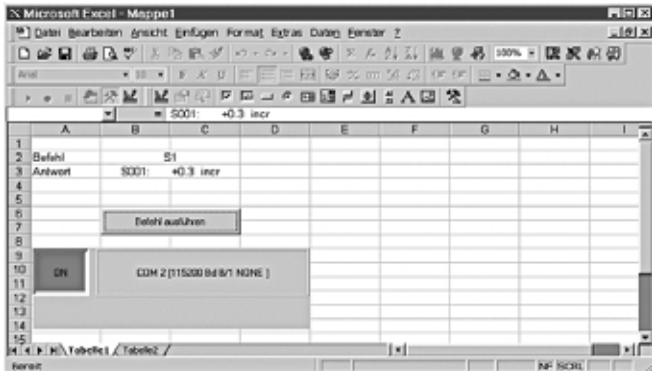 Microsoft Excel - Mappe1
Datei Bearbeiten Ansicht Einfügen Format Extras Daten Fenster ?
100%
Arial 10 F K U
S001: +0.3 incr
A B C D E F G H I
1
2 Befehl S1
3 Antwort S001: +0.3 incr
4
5
6
Befehl ausführen
7
8
9
10 ON COM 2 [115200 Bd 8/1 NONE ]
11
12
13
14
15
Tabelle1 Tabelle2
Bereit NF SCRL